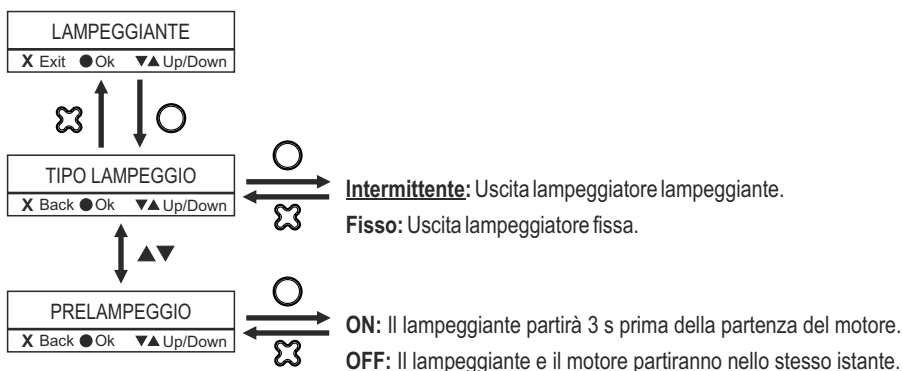 LAMPEGGIANTE
X Exit ●Ok ▼▲Up/Down
TIPO LAMPEGGIO
X Back ●Ok ▼▲Up/Down
Intermittente: Uscita lampeggiatore lampeggiante.
Fisso: Uscita lampeggiatore fissa.
▲▼
PRELAMPEGGIO
X Back ●Ok ▼▲Up/Down
ON: Il lampeggiante partirà 3 s prima della partenza del motore.
OFF: Il lampeggiante e il motore partiranno nello stesso istante.